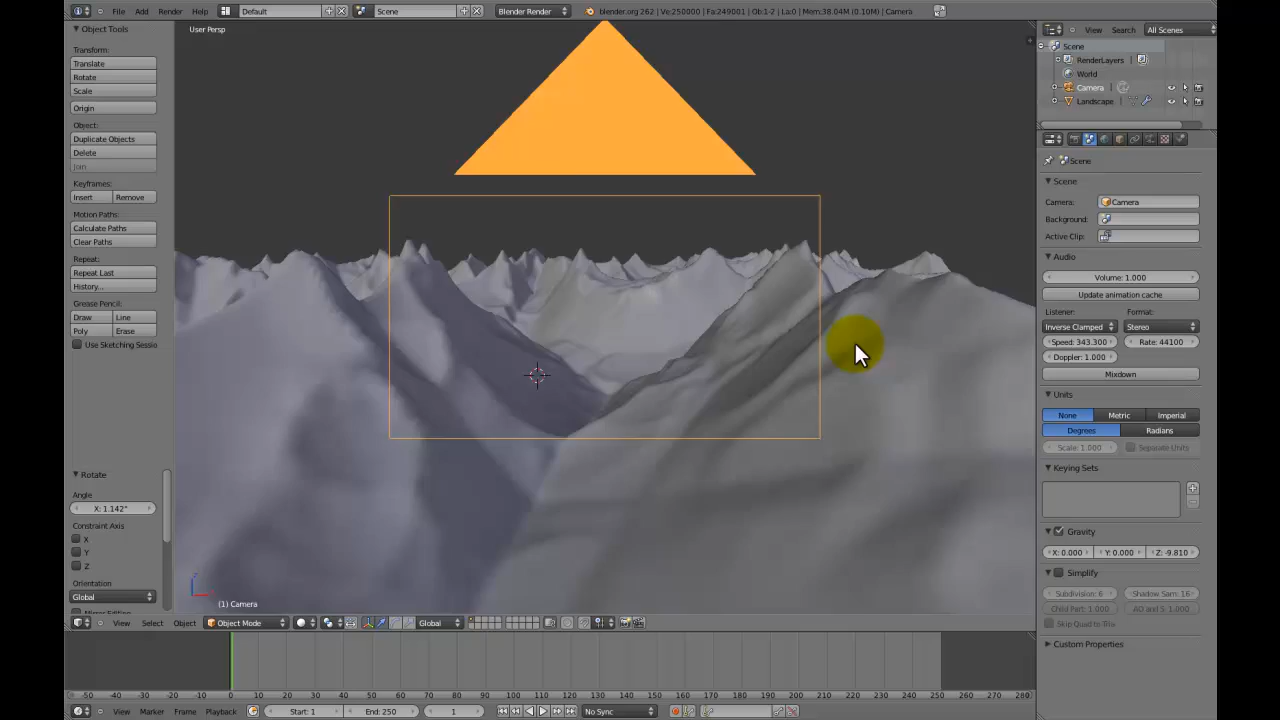 File Add Render Help Default Scene Blender Render blender.org 262 | Ve:250000 | Fa:249001 | Ob:1-2 | La:0 | Mem:38.04M (0.10M) | Camera
Object Tools
Transform:
Translate
Rotate
Scale
Origin
Object:
Duplicate Objects
Delete
Join
Keyframes:
Insert Remove
Motion Paths:
Calculate Paths
Clear Paths
Repeat:
Repeat Last
History...
Grease Pencil:
Draw Line
Poly Erase
Use Sketching Sessio
Rotate
Angle
X: 1.142°
Constraint Axis
X
Y
Z
Orientation
Global
User Persp
(1) Camera
View Select Object Object Mode Global
-50 -40 -30 -20 -10 0 10 20 30 40 50 60 70 80 90 100 110 120 130 140 150 160 170 180 190 200 210 220 230 240 250 260 270 280
View Marker Frame Playback Start: 1 End: 250 1 No Sync
View Search All Scenes
Scene
RenderLayers
World
Camera
Landscape
Scene
Scene
Camera: Camera
Background:
Active Clip:
Audio
Volume: 1.000
Update animation cache
Listener: Format:
Inverse Clamped Stereo
Speed: 343.300 Rate: 44100
Doppler: 1.000
Mixdown
Units
None Metric Imperial
Degrees Radians
Scale: 1.000 Separate Units
Keying Sets
Gravity
X: 0.000 Y: 0.000 Z: -9.810
Simplify
Subdivision: 6 Shadow Sam: 16
Child Part: 1.000 AO and S: 1.000
Skip Quad to Tria
Custom Properties